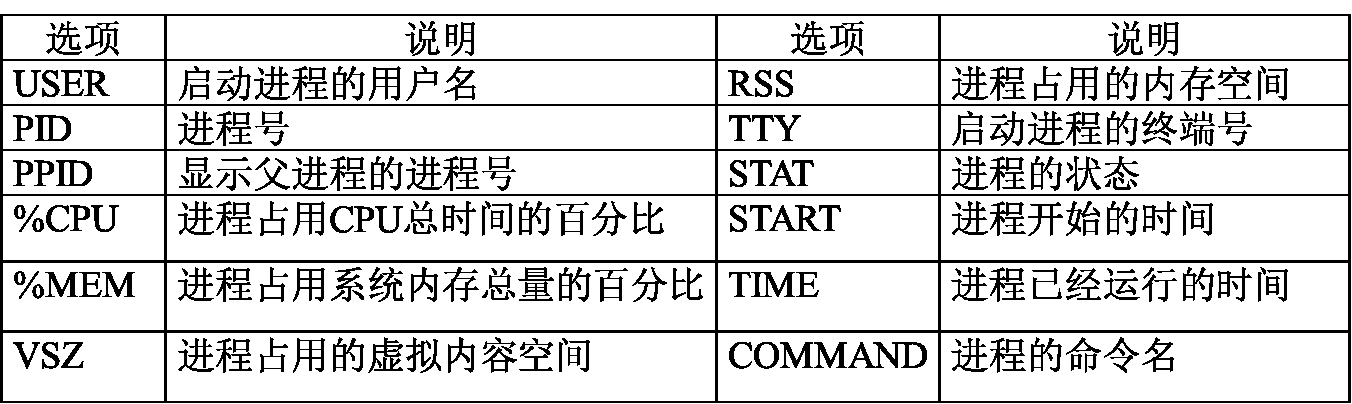 选项 说明 选项 说明
USER 启动进程的用户名 RSS 进程占用的内存空间
PID 进程号 TTY 启动进程的终端号
PPID 显示父进程的进程号 STAT 进程的状态
%CPU 进程占用CPU总时间的百分比 START 进程开始的时间
%MEM 进程占用系统内存总量的百分比 TIME 进程已经运行的时间
VSZ 进程占用的虚拟内容空间 COMMAND 进程的命令名